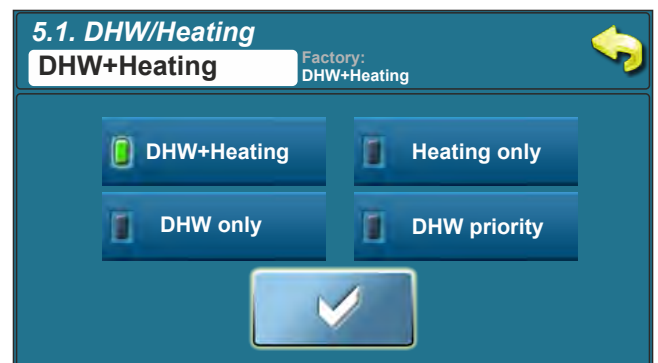 5.1. DHW/Heating
DHW+Heating
Factory:
DHW+Heating
DHW+Heating
Heating only
DHW only
DHW priority